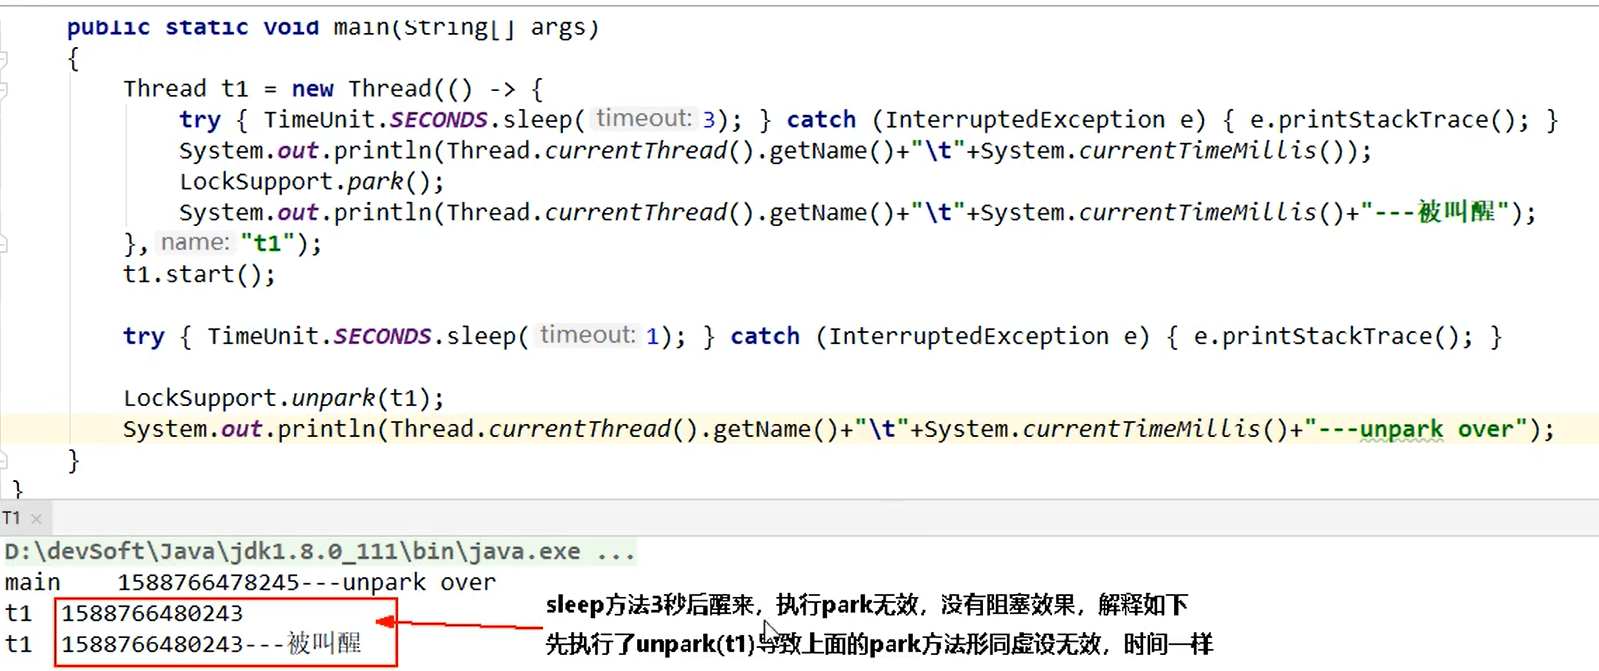 public static void main(String[] args)
{
Thread t1 = new Thread(() -> {
try { TimeUnit.SECONDS.sleep( timeout: 3); } catch (InterruptedException e) { e.printStackTrace(); }
System.out.println(Thread.currentThread().getName()+"\t"+System.currentTimeMillis());
LockSupport.park();
System.out.println(Thread.currentThread().getName()+"\t"+System.currentTimeMillis()+"---被叫醒");
}, name: "t1");
t1.start();
try { TimeUnit.SECONDS.sleep( timeout: 1); } catch (InterruptedException e) { e.printStackTrace(); }
LockSupport.unpark(t1);
System.out.println(Thread.currentThread().getName()+"\t"+System.currentTimeMillis()+"---unpark over");
}
}
T1 ×
D:\devSoft\Java\jdk1.8.0_111\bin\java.exe ...
main 1588766478245---unpark over
t1 1588766480243
t1 1588766480243---被叫醒
sleep方法3秒后醒来，执行park无效，没有阻塞效果，解释如下
先执行了unpark(t1)导致上面的park方法形同虚设无效，时间一样